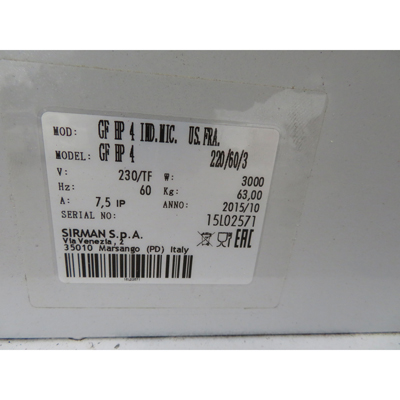 MOD: GF HP 4 IND.MIC. US.FRA.
MODEL: GF HP 4 220/60/3
V: 230/TF W: 3000
Hz: 60 Kg: 63,00
A: 7,5 IP ANNO: 2015/10
SERIAL NO: 15L02571
SIRMAN S.p.A.
Via Venezia, 2
35010 Marsango (PD) Italy
EAC